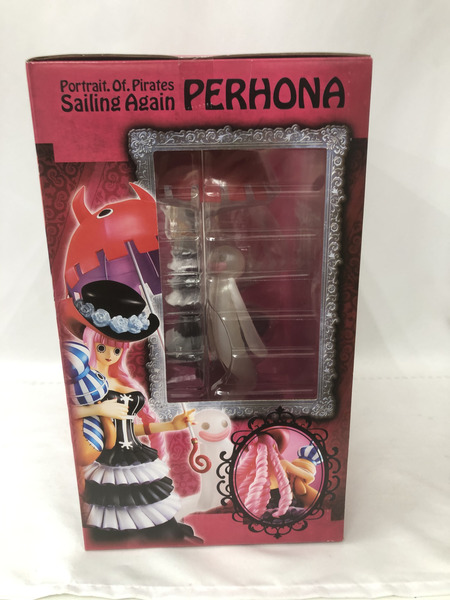 Portrait. Of. Pirates
Sailing Again PERHONA